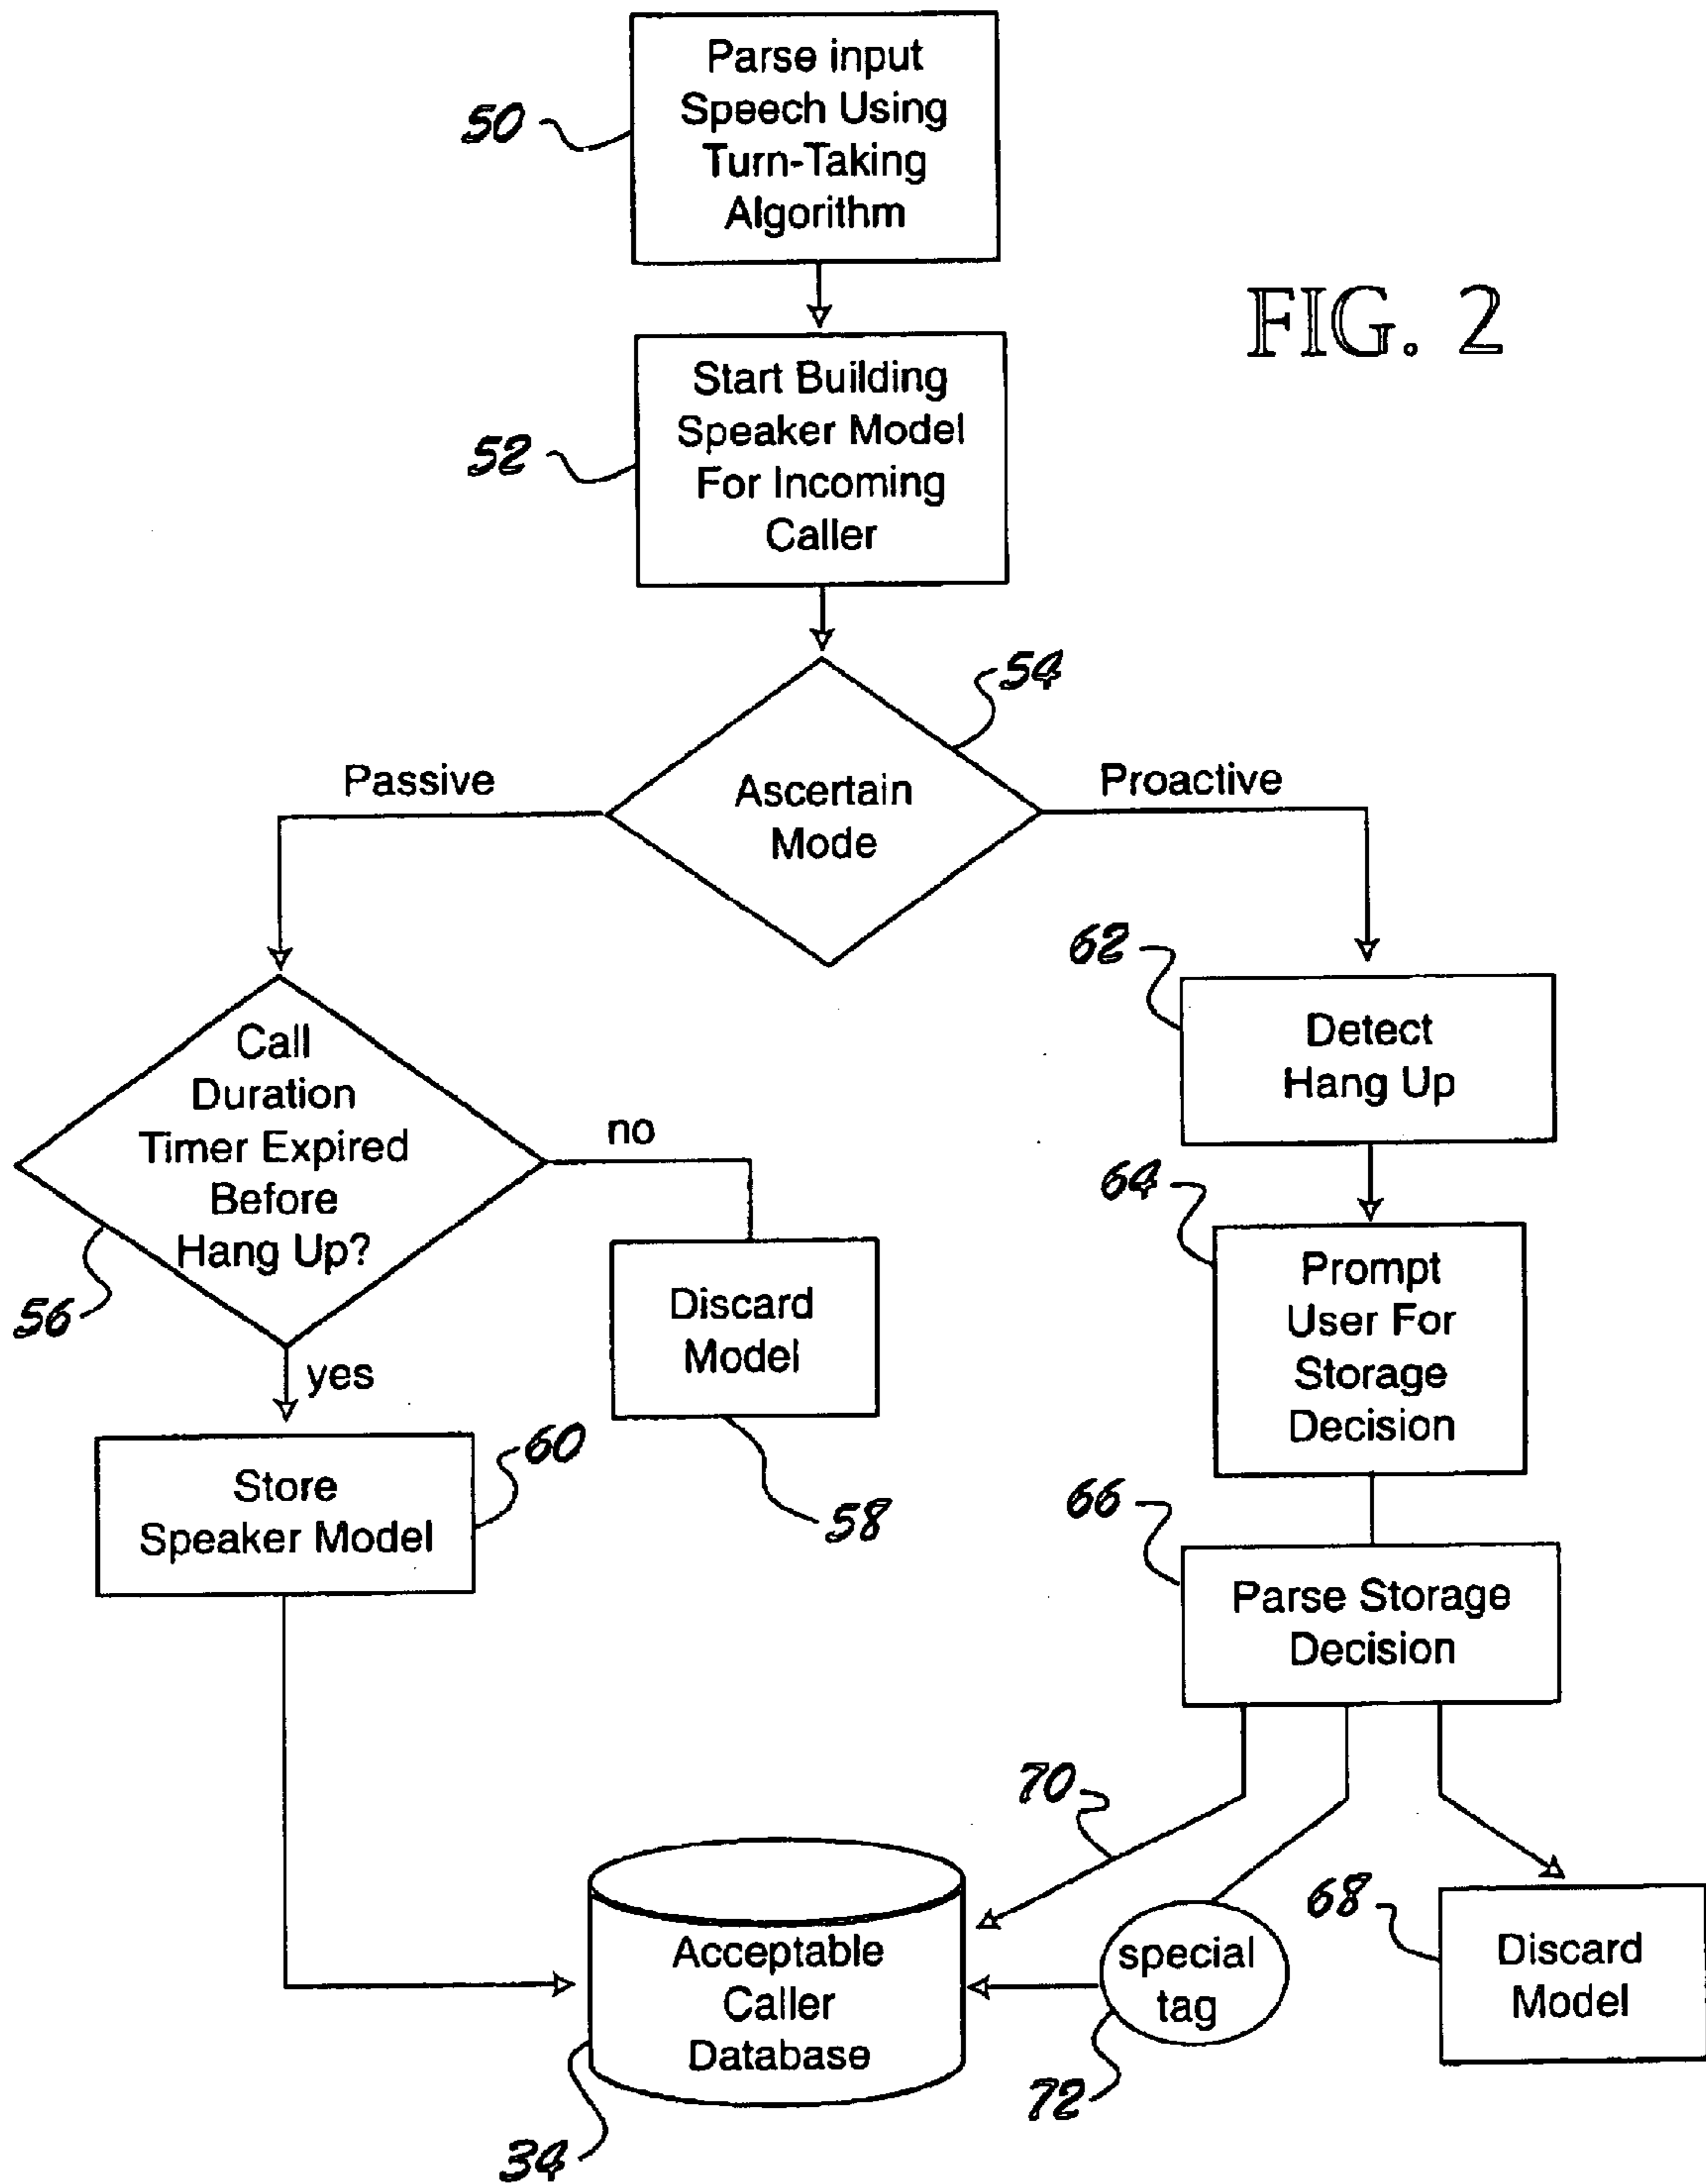 Parse input
Speech Using
Turn-Taking
Algorithm
50
FIG. 2
Start Building
Speaker Model
For Incoming
Caller
52
54
Ascertain
Mode
Passive
Proactive
62
Detect
Hang Up
Call
Duration
Timer Expired
Before
Hang Up?
no
56
yes
64
Prompt
User For
Storage
Decision
Discard
Model
58
60
Store
Speaker Model
66
Parse Storage
Decision
70
68
Discard
Model
special
tag
72
Acceptable
Caller
Database
34